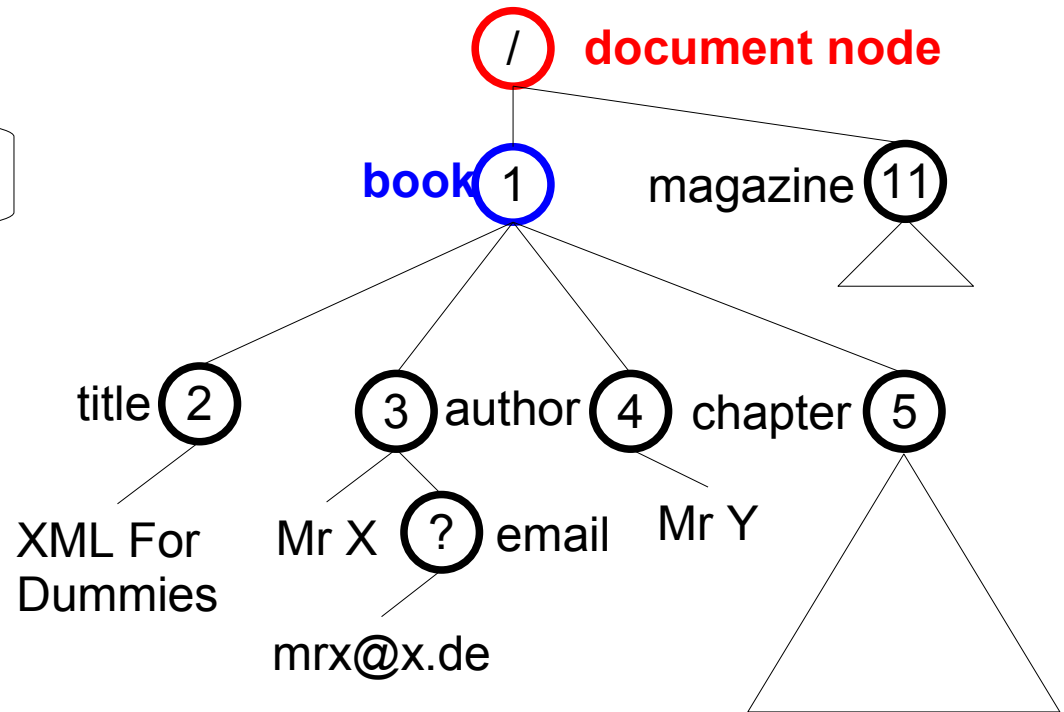 / document node
book 1 magazine 11
title 2 3 author 4 chapter 5
XML For Dummies
Mr X ? email Mr Y
mrx@x.de